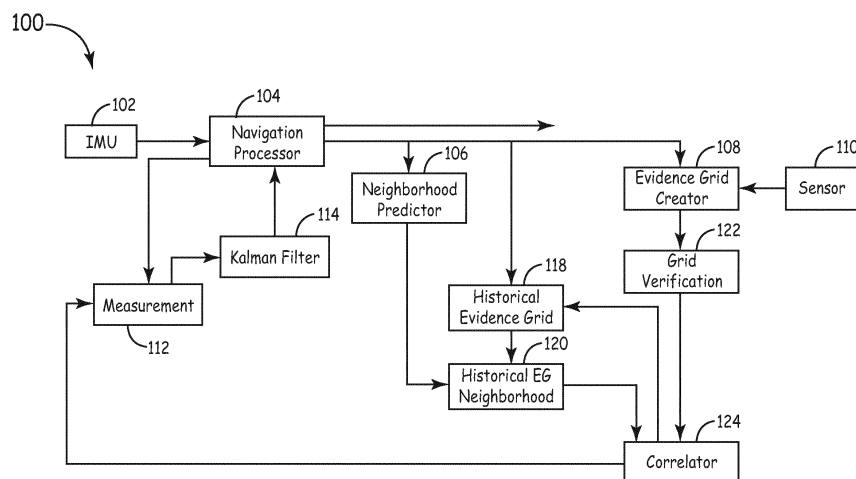 100
102
IMU
104
Navigation
Processor
106
Neighborhood
Predictor
108
Evidence Grid
Creator
110
Sensor
114
Kalman Filter
122
Grid
Verification
118
Historical
Evidence Grid
Measurement
112
120
Historical EG
Neighborhood
124
Correlator